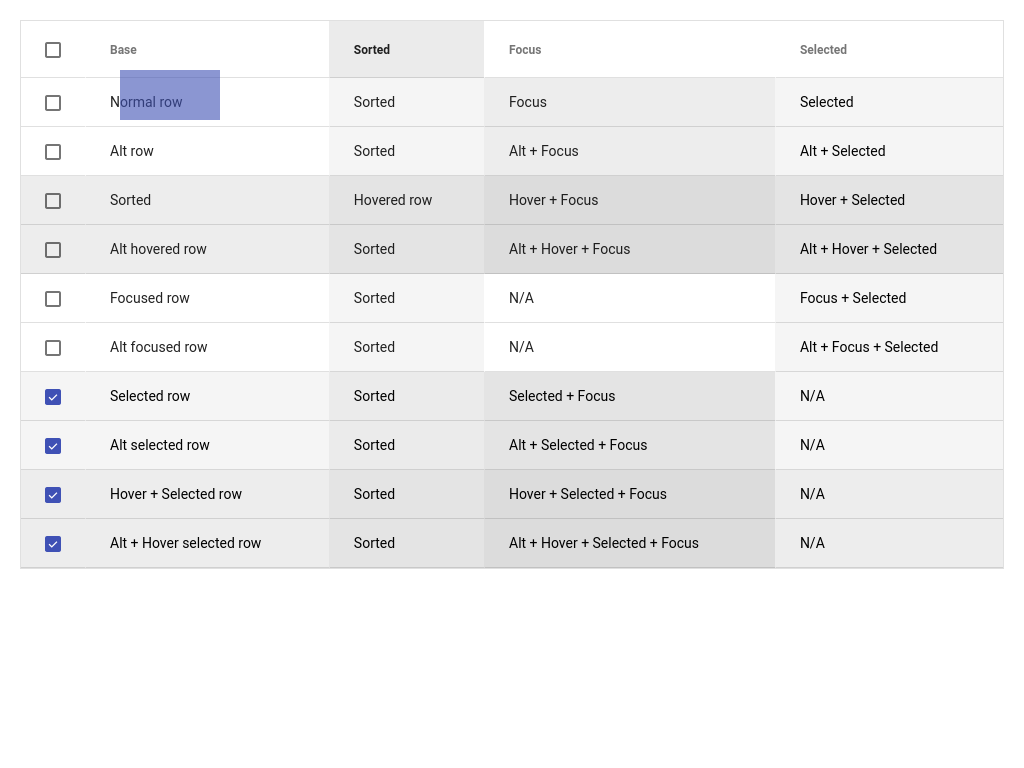 Base Sorted Focus Selected
Normal row Sorted Focus Selected
Alt row Sorted Alt + Focus Alt + Selected
Sorted Hovered row Hover + Focus Hover + Selected
Alt hovered row Sorted Alt + Hover + Focus Alt + Hover + Selected
Focused row Sorted N/A Focus + Selected
Alt focused row Sorted N/A Alt + Focus + Selected
Selected row Sorted Selected + Focus N/A
Alt selected row Sorted Alt + Selected + Focus N/A
Hover + Selected row Sorted Hover + Selected + Focus N/A
Alt + Hover selected row Sorted Alt + Hover + Selected + Focus N/A